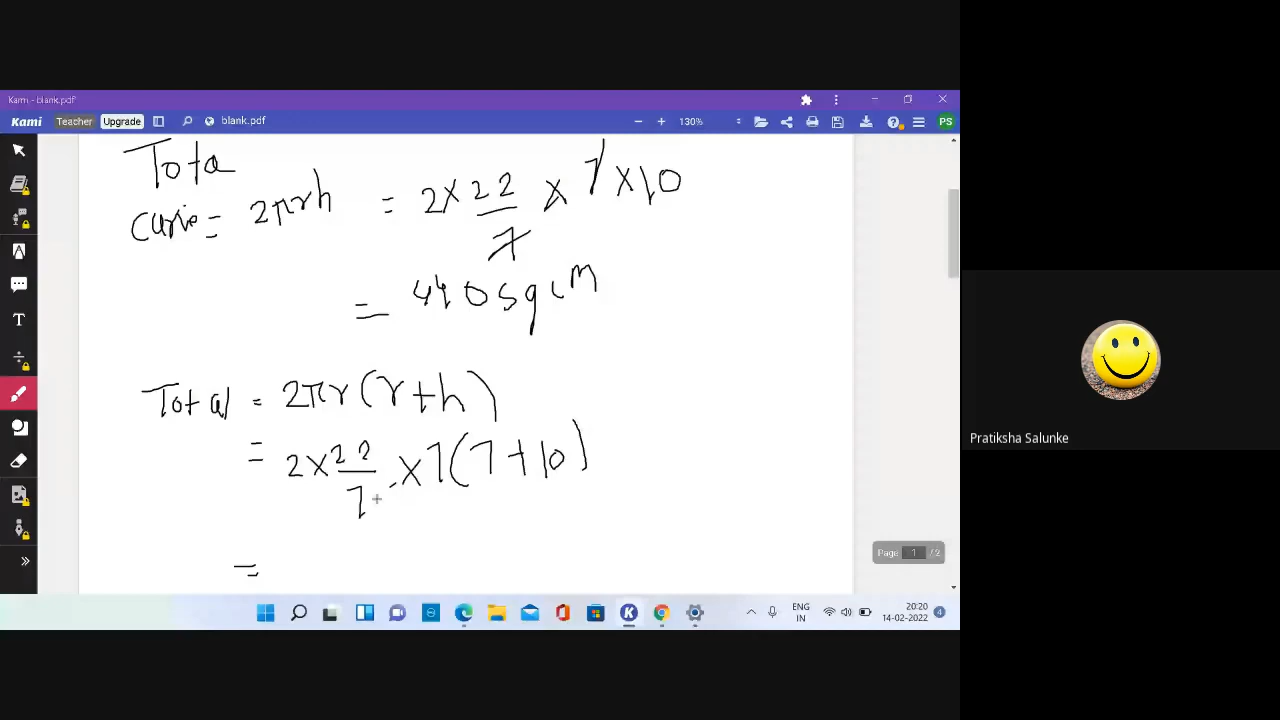 Kami - blank.pdf
Kami Teacher Upgrade blank.pdf 130% PS
Tota
= 2πrh = 2 × 22/7 × 7 × 10
= 440 sq cm
Total = 2πr(r+h)
= 2 × 22/7 × 7(7+10)
=
Page 1 / 2
Pratiksha Salunke
ENG
IN
20:20
14-02-2022
4